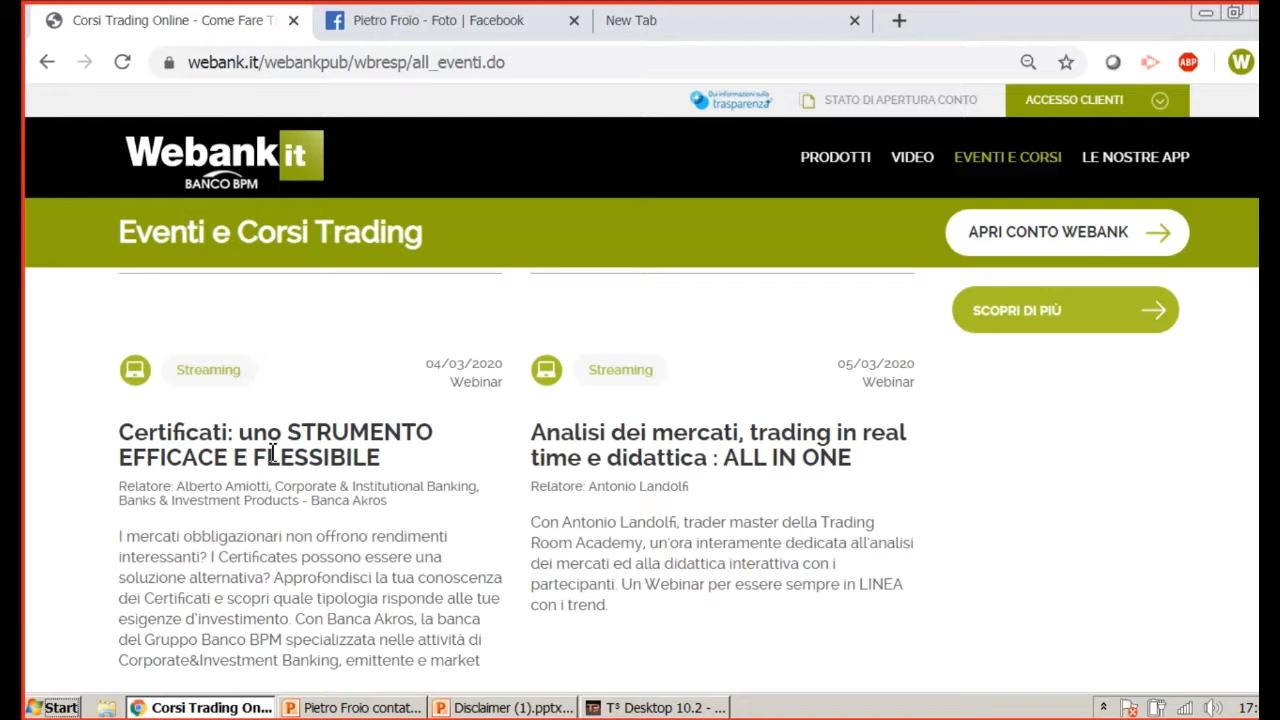 Corsi Trading Online - Come Fare T
Pietro Froio - Foto | Facebook
New Tab
webank.it/webankpub/wbresp/all_eventi.do
ABP
W
Qui informazioni sulla
trasparenza
STATO DI APERTURA CONTO
ACCESSO CLIENTI
Webank it
BANCO BPM
PRODOTTI
VIDEO
EVENTI E CORSI
LE NOSTRE APP
Eventi e Corsi Trading
APRI CONTO WEBANK
SCOPRI DI PIÙ
Streaming
04/03/2020
Webinar
Certificati: uno STRUMENTO
EFFICACE E FLESSIBILE
Relatore: Alberto Amiotti, Corporate & Institutional Banking,
Banks & Investment Products - Banca Akros
I mercati obbligazionari non offrono rendimenti
interessanti? I Certificates possono essere una
soluzione alternativa? Approfondisci la tua conoscenza
dei Certificati e scopri quale tipologia risponde alle tue
esigenze d'investimento. Con Banca Akros, la banca
del Gruppo Banco BPM specializzata nelle attività di
Corporate&Investment Banking, emittente e market
Streaming
05/03/2020
Webinar
Analisi dei mercati, trading in real
time e didattica : ALL IN ONE
Relatore: Antonio Landolfi
Con Antonio Landolfi, trader master della Trading
Room Academy, un'ora interamente dedicata all'analisi
dei mercati ed alla didattica interattiva con i
partecipanti. Un Webinar per essere sempre in LINEA
con i trend.
Start
Corsi Trading On...
Pietro Froio contat...
Disclaimer (1).pptx...
T³ Desktop 10.2 - ...
17: